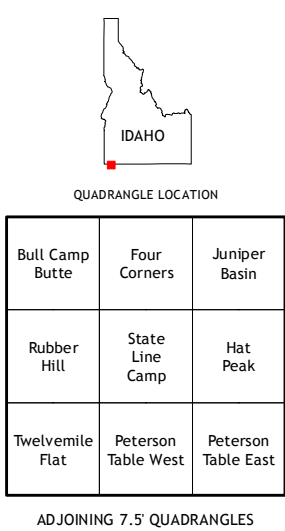 IDAHO
QUADRANGLE LOCATION
Bull Camp
Butte
Four
Corners
Juniper
Basin
Rubber
Hill
State
Line
Camp
Hat
Peak
Twelvemile
Flat
Peterson
Table West
Peterson
Table East
ADJOINING 7.5' QUADRANGLES